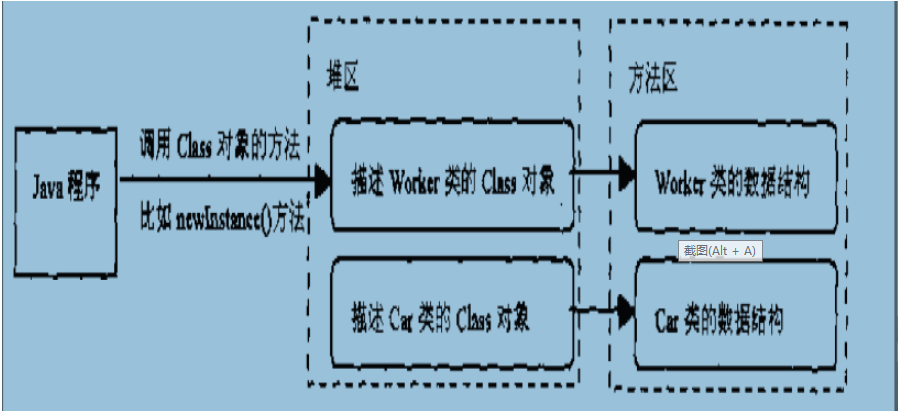 堆区
方法区
调用 Class 对象的方法
Java 程序
描述 Worker 类的 Class 对象
Worker 类的数据结构
比如 newInstance()方法
截图(Alt + A)
描述 Car 类的 Class 对象
Car 类的数据结构